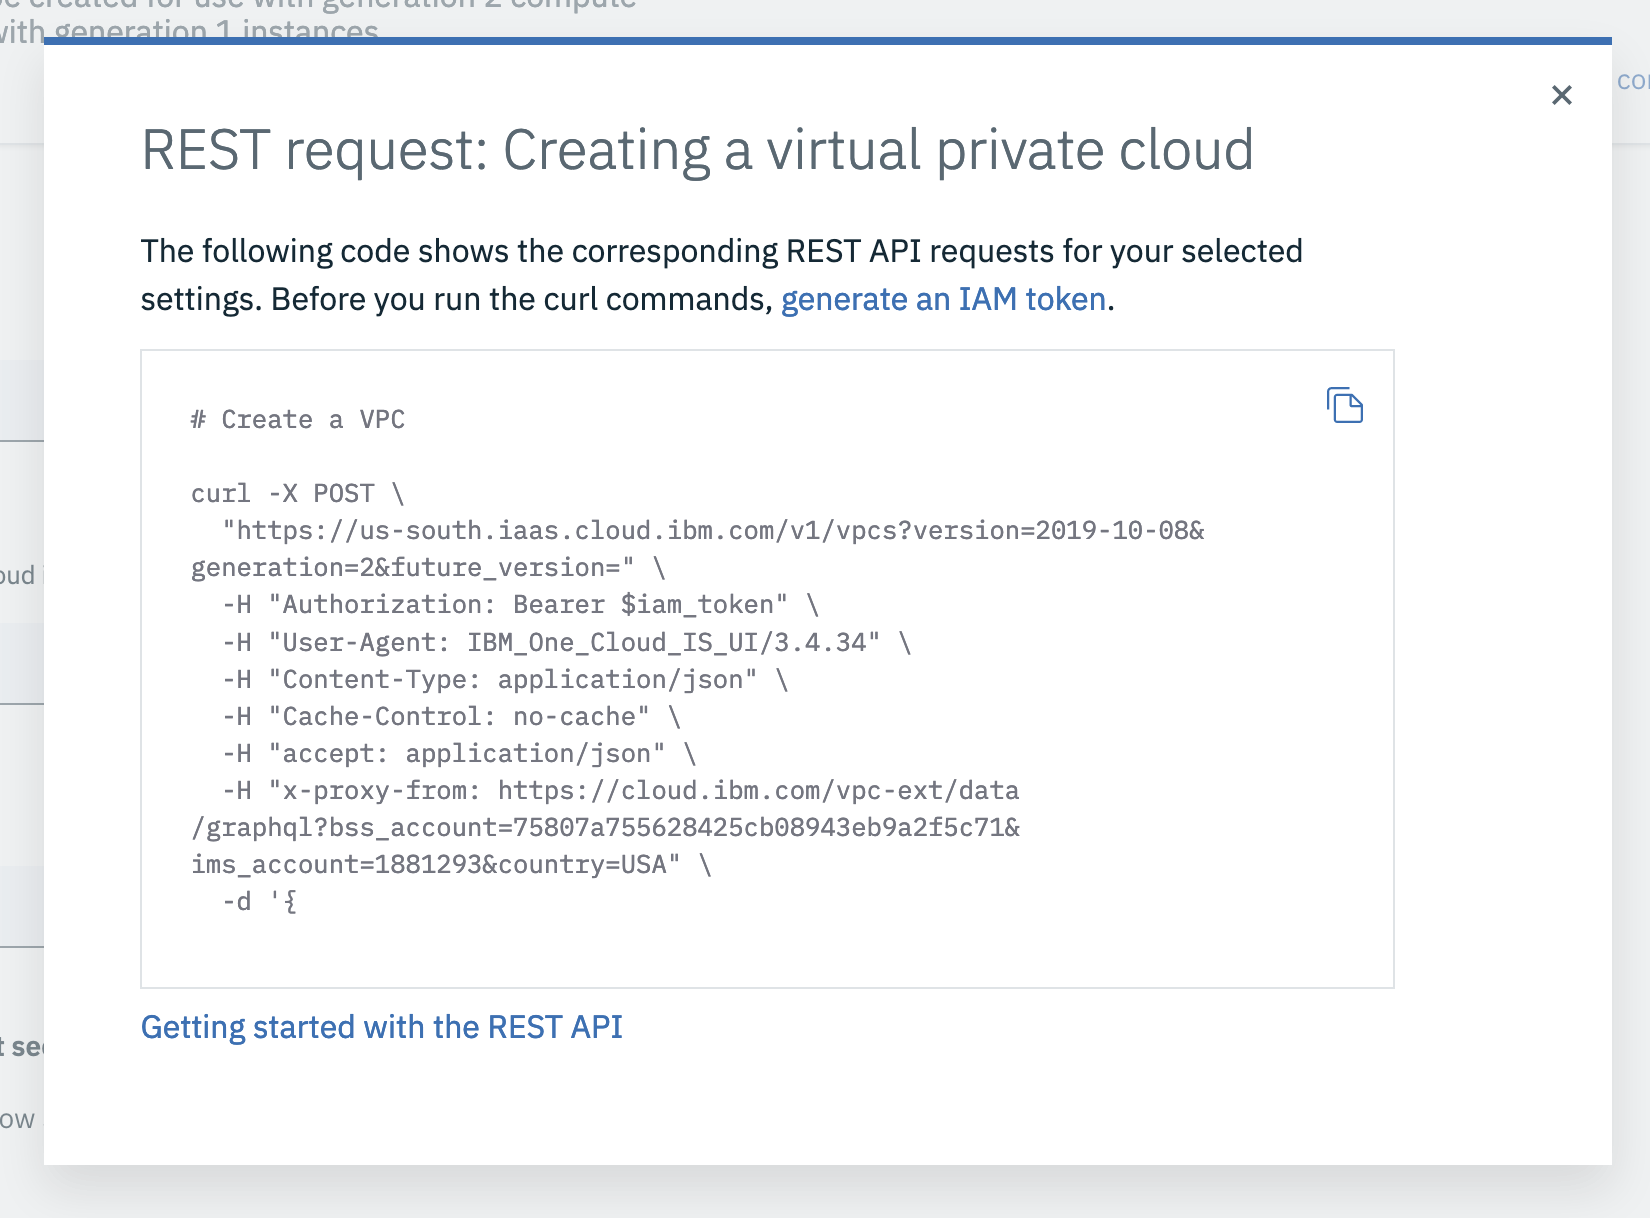 be created for use with generation 2 compute
with generation 1 instances
con
REST request: Creating a virtual private cloud
The following code shows the corresponding REST API requests for your selected
settings. Before you run the curl commands, generate an IAM token.
# Create a VPC
curl -X POST \
"https://us-south.iaas.cloud.ibm.com/v1/vpcs?version=2019-10-08&
generation=2&future_version=" \
-H "Authorization: Bearer $iam_token" \
-H "User-Agent: IBM_One_Cloud_IS_UI/3.4.34" \
-H "Content-Type: application/json" \
-H "Cache-Control: no-cache" \
-H "accept: application/json" \
-H "x-proxy-from: https://cloud.ibm.com/vpc-ext/data
/graphql?bss_account=75807a755628425cb08943eb9a2f5c71&
ims_account=1881293&country=USA" \
-d '{
Getting started with the REST API